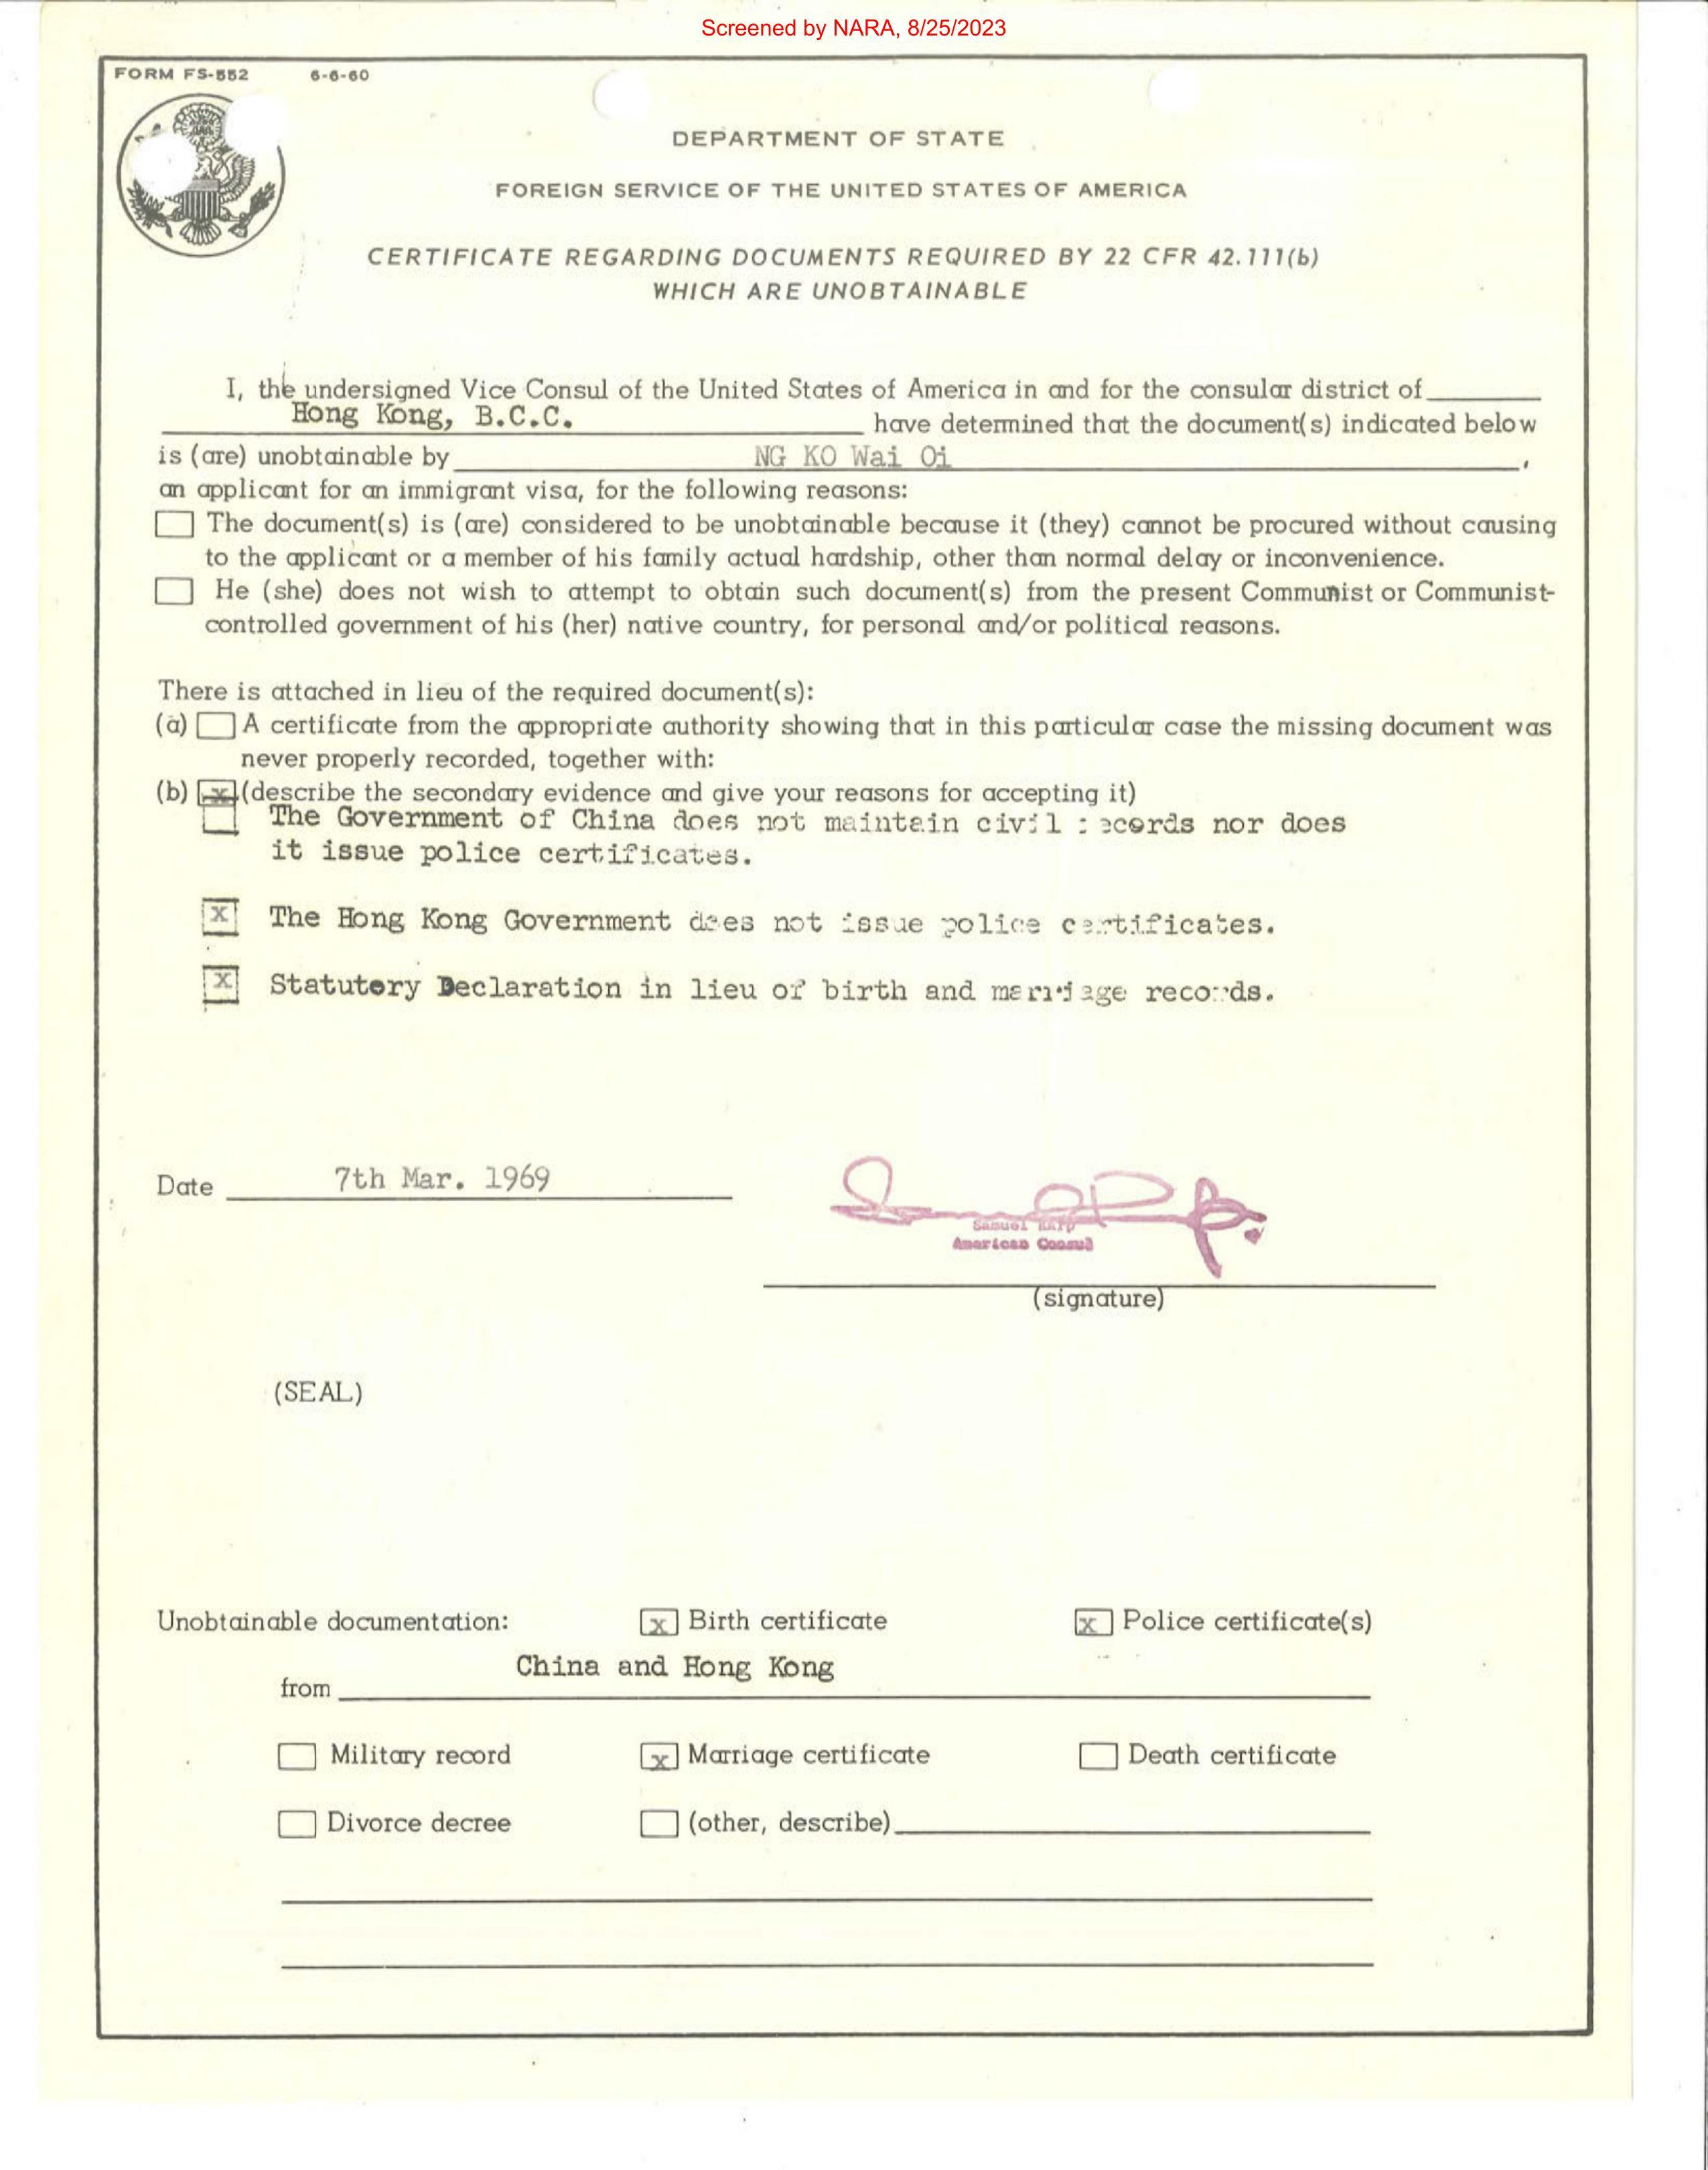 Screened by NARA, 8/25/2023
FORM FS-552 6-6-60
DEPARTMENT OF STATE
FOREIGN SERVICE OF THE UNITED STATES OF AMERICA
CERTIFICATE REGARDING DOCUMENTS REQUIRED BY 22 CFR 42.111(b)
WHICH ARE UNOBTAINABLE
I, the undersigned Vice Consul of the United States of America in and for the consular district of
Hong Kong, B.C.C. have determined that the document(s) indicated below
is (are) unobtainable by NG KO Wai Oi,
an applicant for an immigrant visa, for the following reasons:
The document(s) is (are) considered to be unobtainable because it (they) cannot be procured without causing
to the applicant or a member of his family actual hardship, other than normal delay or inconvenience.
He (she) does not wish to attempt to obtain such document(s) from the present Communist or Communist-
controlled government of his (her) native country, for personal and/or political reasons.
There is attached in lieu of the required document(s):
(a) A certificate from the appropriate authority showing that in this particular case the missing document was
never properly recorded, together with:
(b) x (describe the secondary evidence and give your reasons for accepting it)
The Government of China does not maintain civil records nor does
it issue police certificates.
x The Hong Kong Government does not issue police certificates.
x Statutory Declaration in lieu of birth and marriage records.
Date 7th Mar. 1969
Samuel
American Consul
(signature)
(SEAL)
Unobtainable documentation: x Birth certificate x Police certificate(s)
from China and Hong Kong
Military record x Marriage certificate Death certificate
Divorce decree (other, describe)